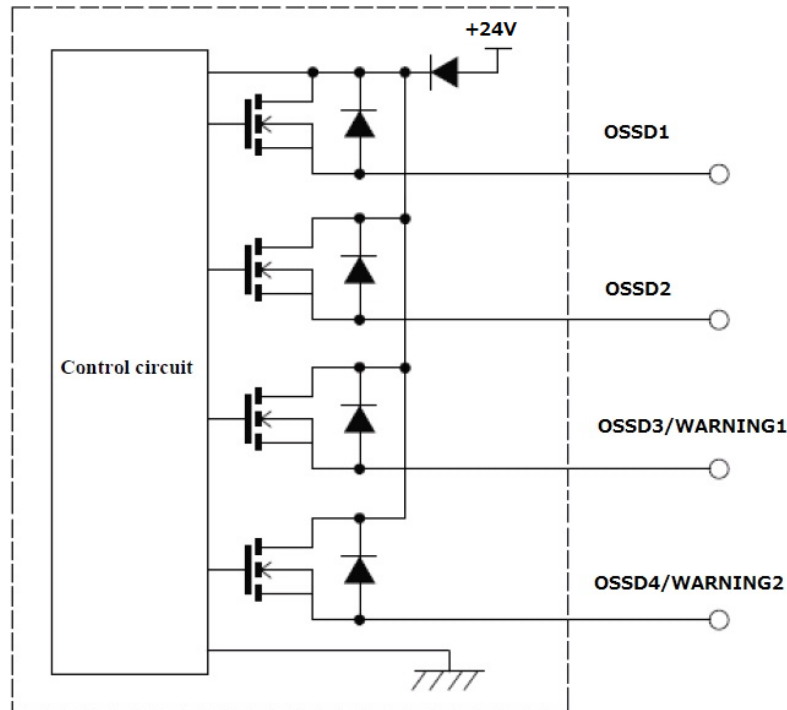 +24V
OSSD1
OSSD2
Control circuit
OSSD3/WARNING1
OSSD4/WARNING2